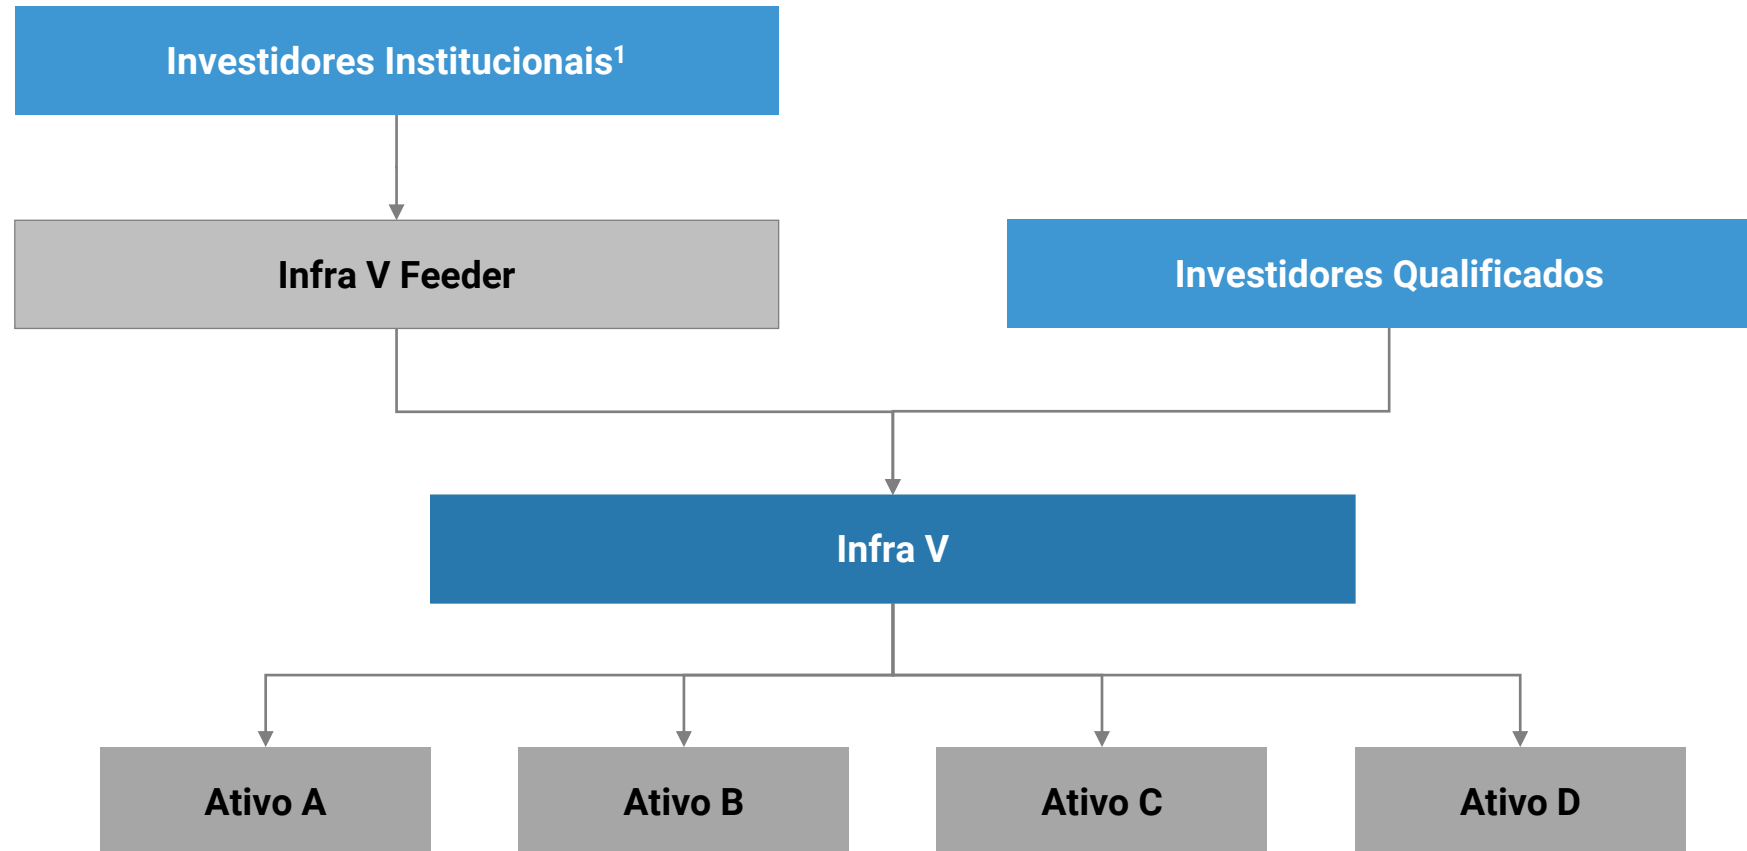 Investidores Institucionais¹
Infra V Feeder
Investidores Qualificados
Infra V
Ativo A
Ativo B
Ativo C
Ativo D